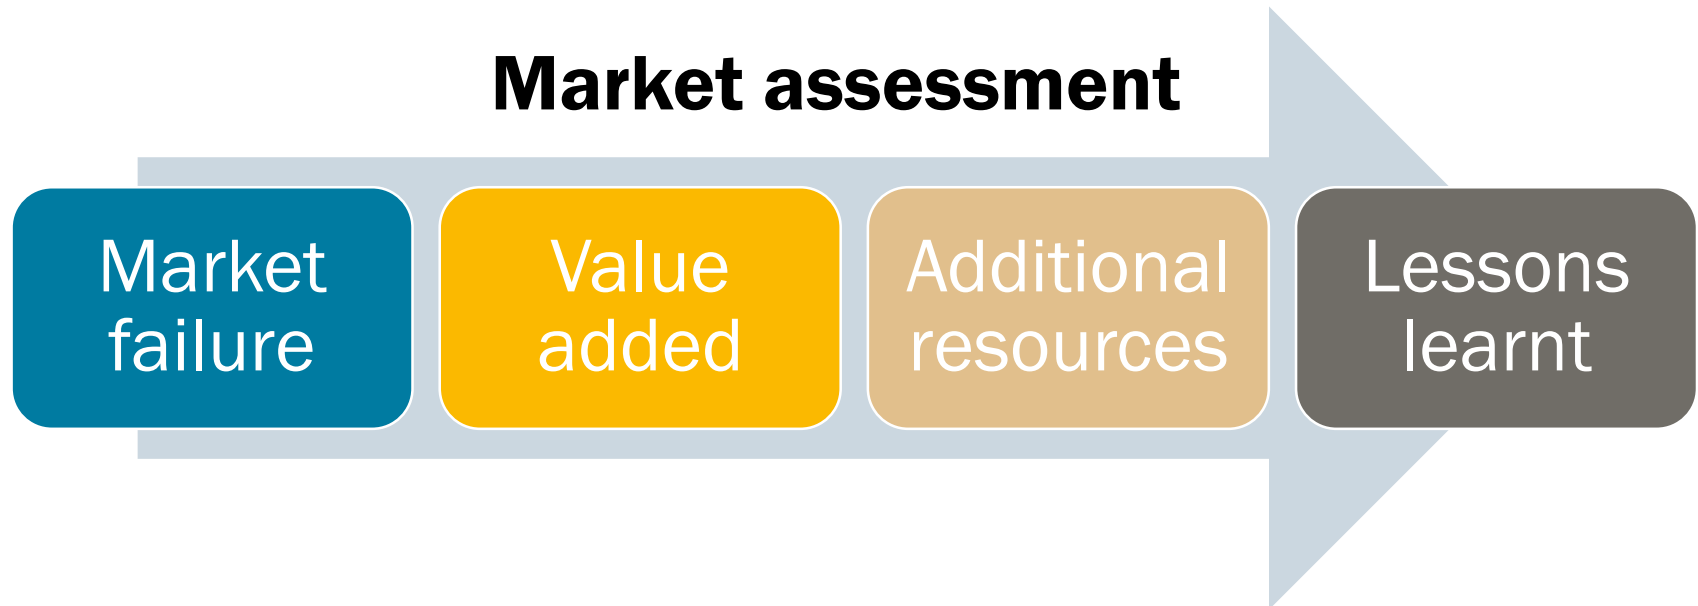 Market assessment
Market
failure
Value
added
Additional
resources
Lessons
learnt